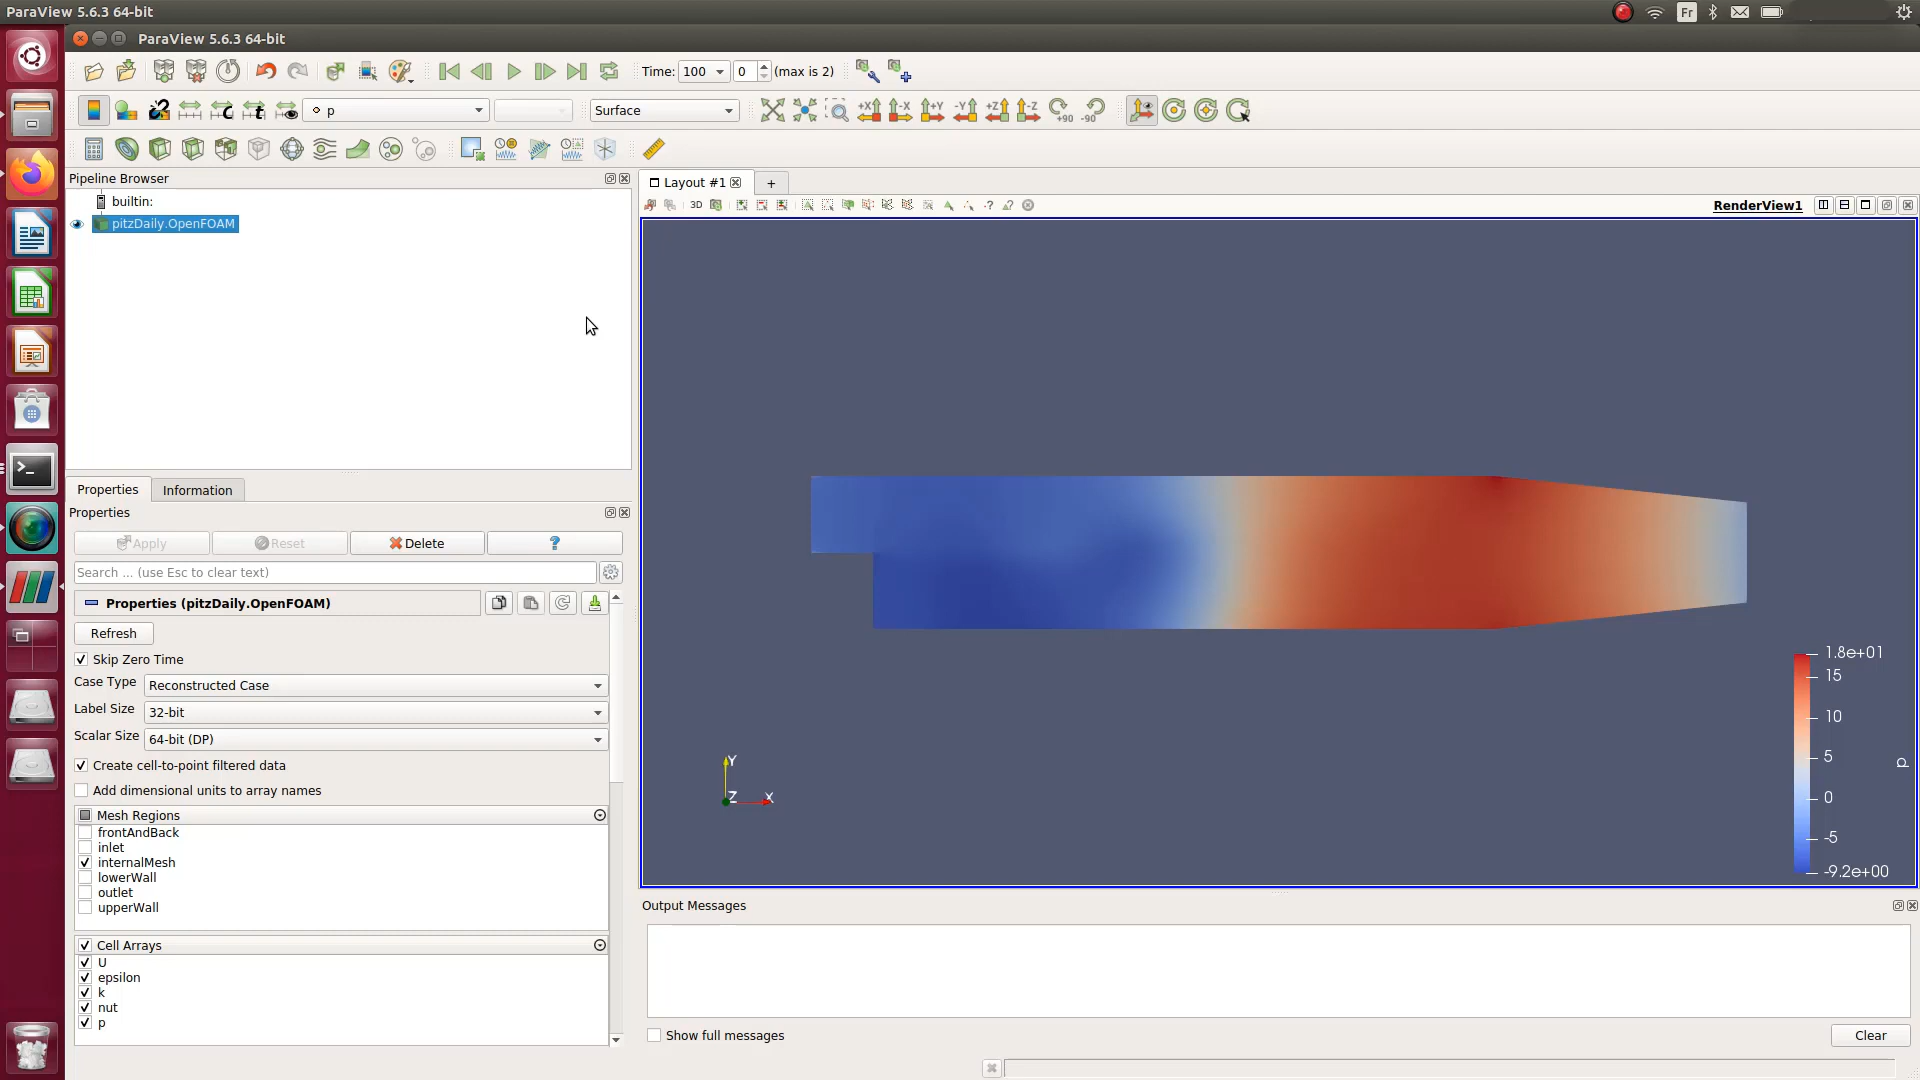 ParaView 5.6.3 64-bit
Fr
ParaView 5.6.3 64-bit
Time: 100 0 (max is 2)
p
Surface
+X -X +Y -Y +Z -Z +90 -90
Pipeline Browser
builtin:
pitzDaily.OpenFOAM
Layout #1
+
3D
RenderView1
Properties
Information
Properties
Apply
Reset
Delete
?
Search ... (use Esc to clear text)
Properties (pitzDaily.OpenFOAM)
Refresh
Skip Zero Time
Case Type Reconstructed Case
Label Size 32-bit
Scalar Size 64-bit (DP)
Create cell-to-point filtered data
Add dimensional units to array names
Mesh Regions
frontAndBack
inlet
internalMesh
lowerWall
outlet
upperWall
Cell Arrays
U
epsilon
k
nut
p
Y
Z
X
1.8e+01
15
10
5
0
-5
-9.2e+00
p
Output Messages
Show full messages
Clear